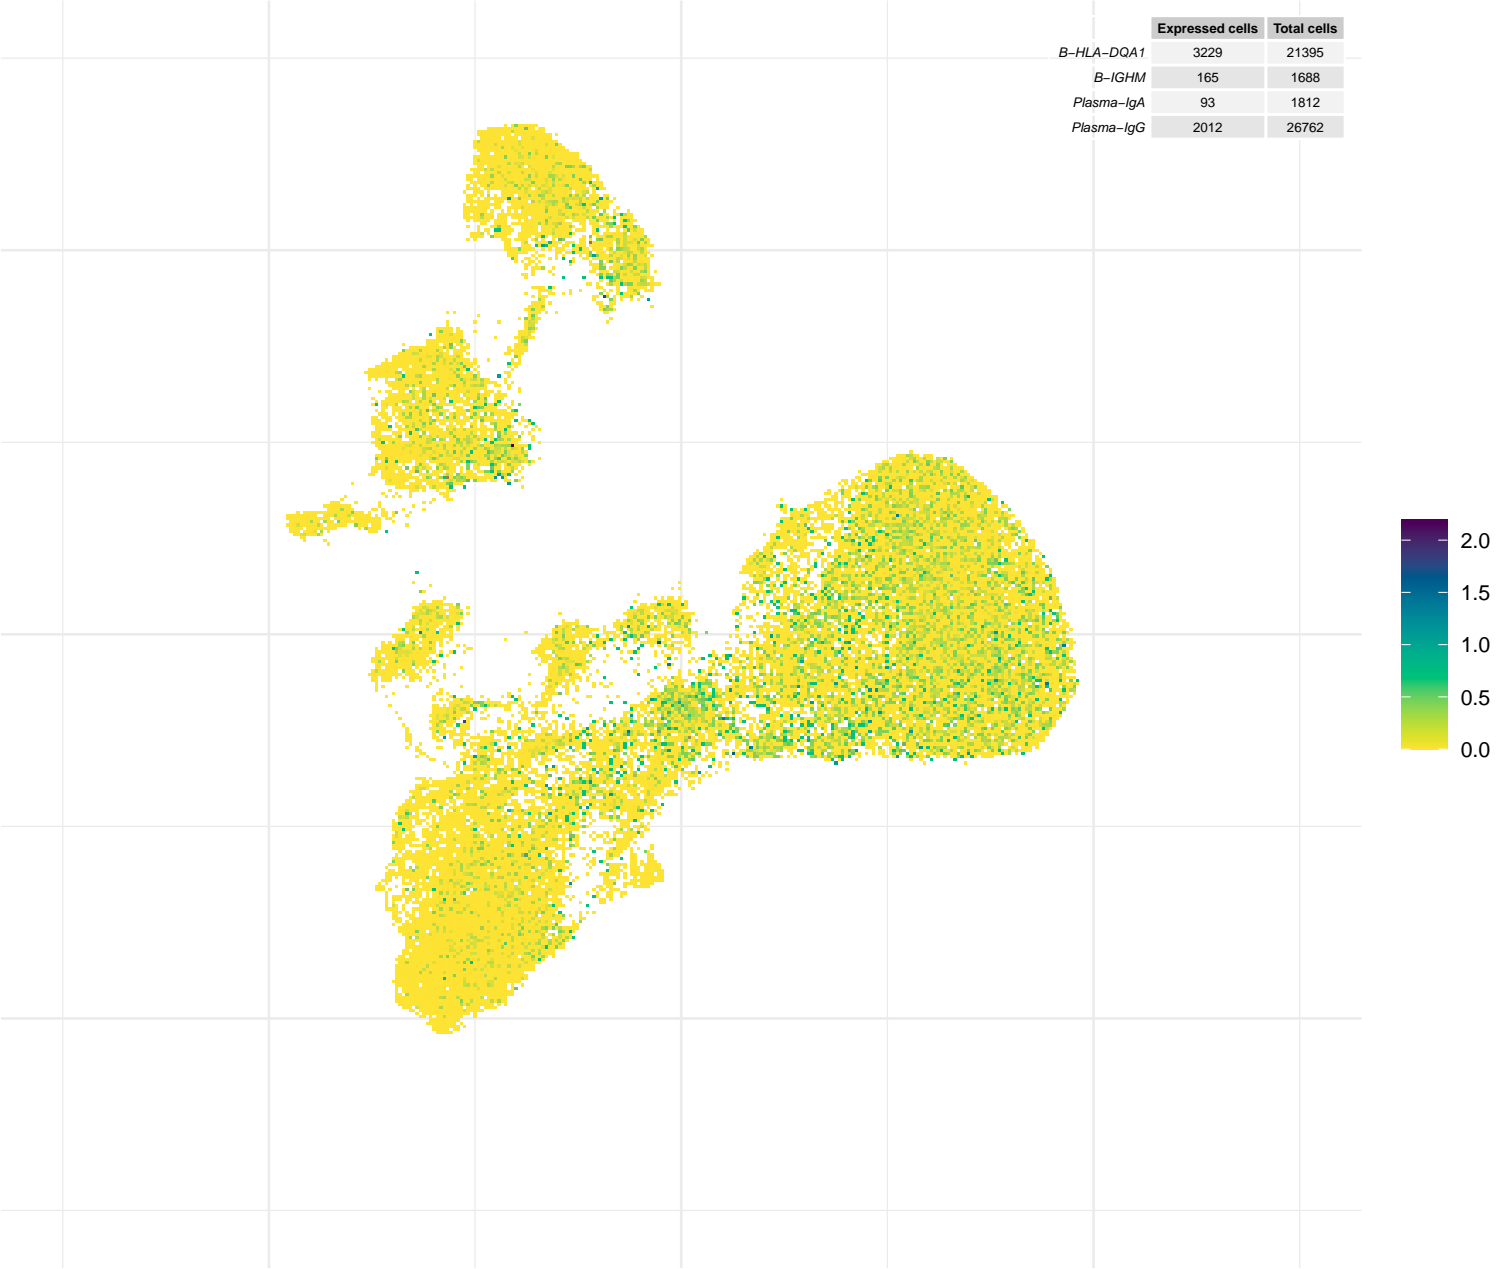 Expressed cells Total cells
B−HLA−DQA1 3229 21395
B−IGHM 165 1688
Plasma−IgA 93 1812
Plasma−IgG 2012 26762
2.0
1.5
1.0
0.5
0.0